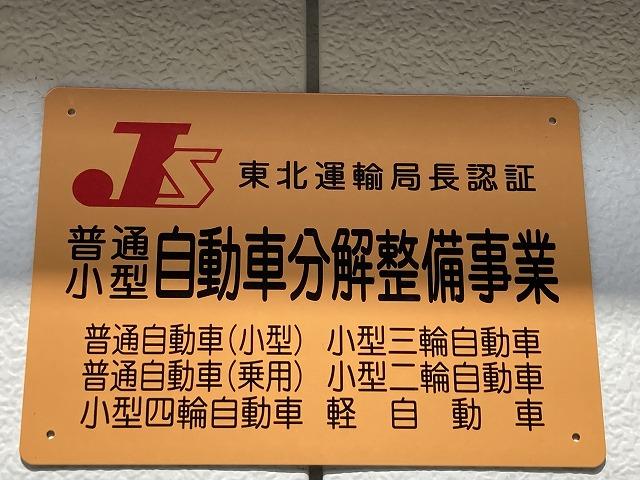 JS 東北運輸局長認証
普通小型 自動車分解整備事業
普通自動車(小型) 小型三輪自動車
普通自動車(乗用) 小型二輪自動車
小型四輪自動車 軽自動車